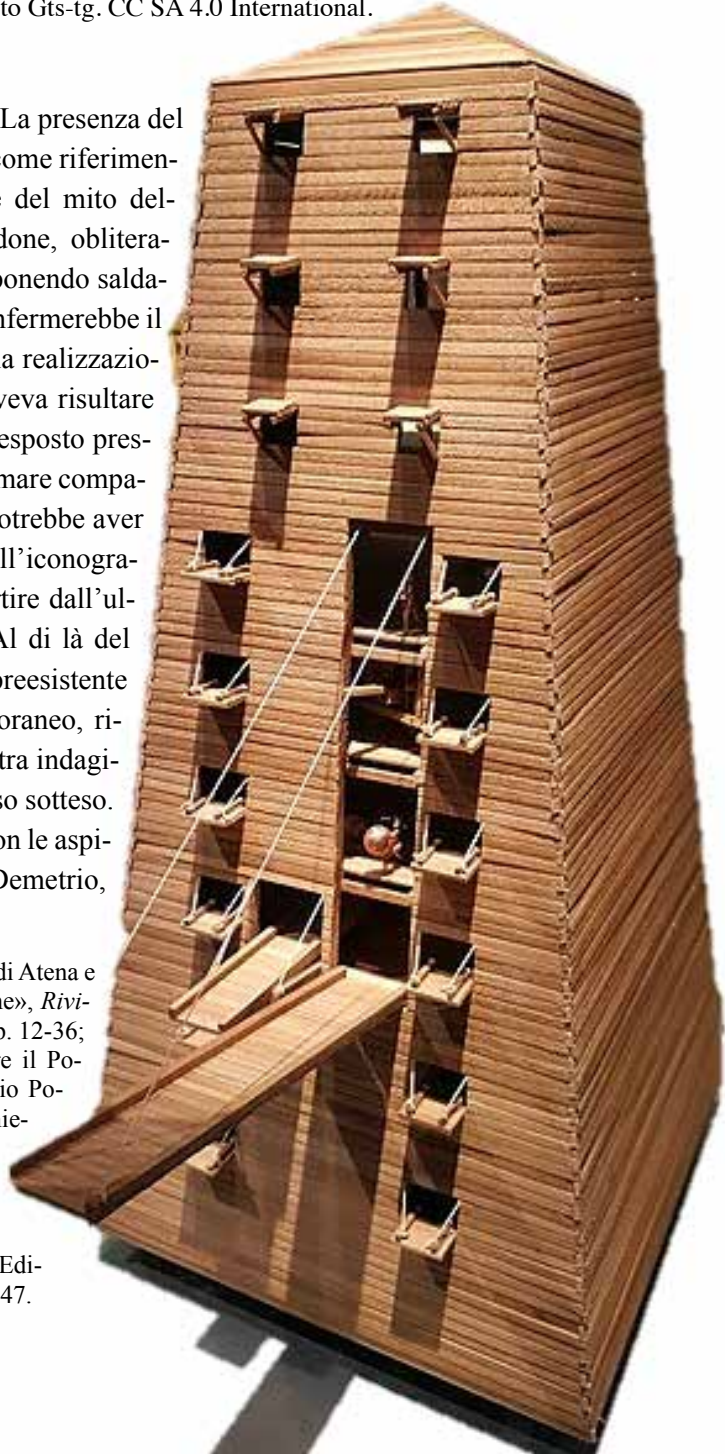 to Gts-tg. CC SA 4.0 International.
La presenza del
come riferimen-
e del mito del-
done, oblitera-
ponendo salda-
nfermerebbe il
a realizzazio-
veva risultare
esposto pres-
mare compa-
otrebbe aver
ll’iconogra-
rtire dall’ul-
Al di là del
preesistente
oraneo, ri-
tra indagi-
so sotteso.
on le aspi-
Demetrio,
di Atena e
ne», Rivi-
p. 12-36;
e il Po-
io Po-
nie-
Edi-
47.